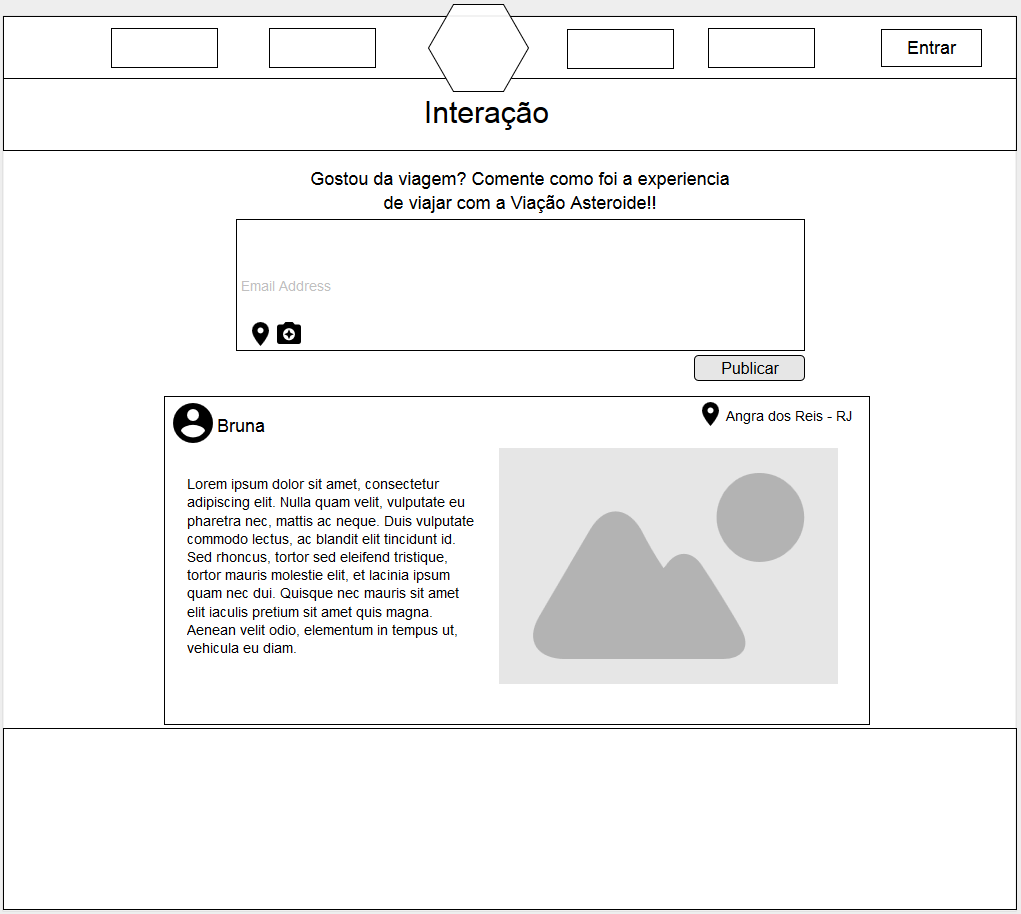 Entrar
Interação
Gostou da viagem? Comente como foi a experiencia
de viajar com a Viação Asteroide!!
Email Address
Publicar
Bruna
Angra dos Reis - RJ
Lorem ipsum dolor sit amet, consectetur
adipiscing elit. Nulla quam velit, vulputate eu
pharetra nec, mattis ac neque. Duis vulputate
commodo lectus, ac blandit elit tincidunt id.
Sed rhoncus, tortor sed eleifend tristique,
tortor mauris molestie elit, et lacinia ipsum
quam nec dui. Quisque nec mauris sit amet
elit iaculis pretium sit amet quis magna.
Aenean velit odio, elementum in tempus ut,
vehicula eu diam.